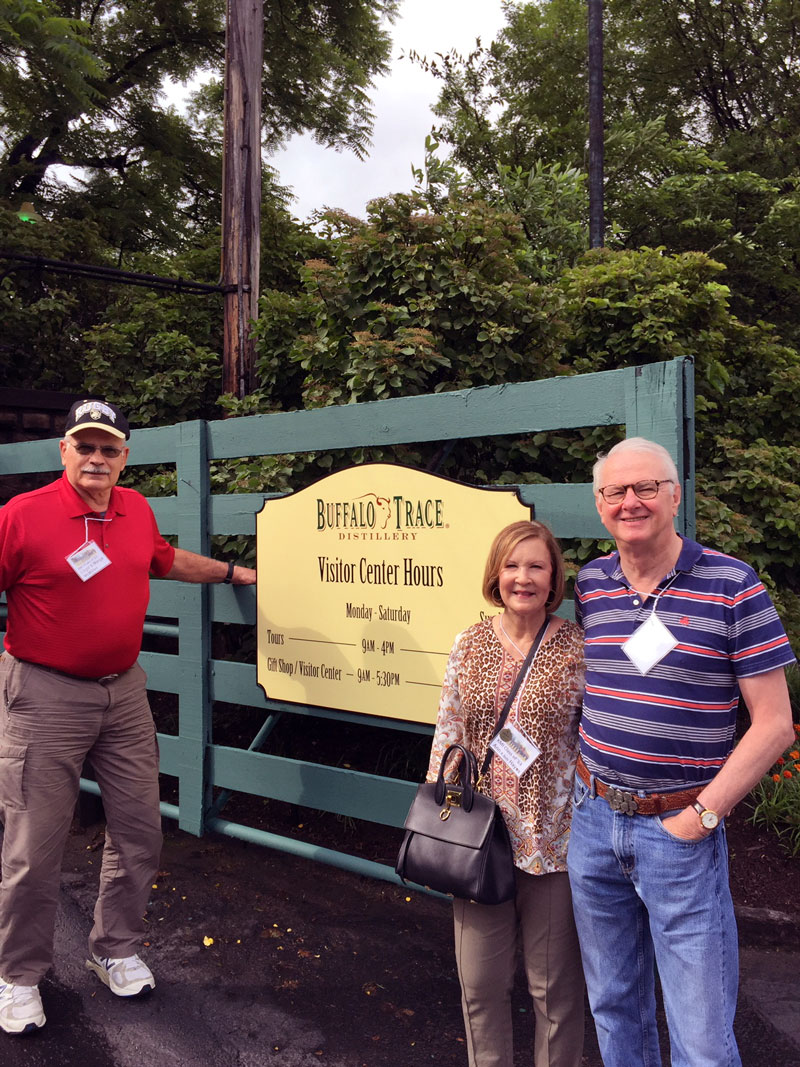 BUFFALO TRACE
DISTILLERY
Visitor Center Hours
Monday - Saturday
Tours 9AM - 4PM
Gift Shop / Visitor Center 9AM - 5:30PM